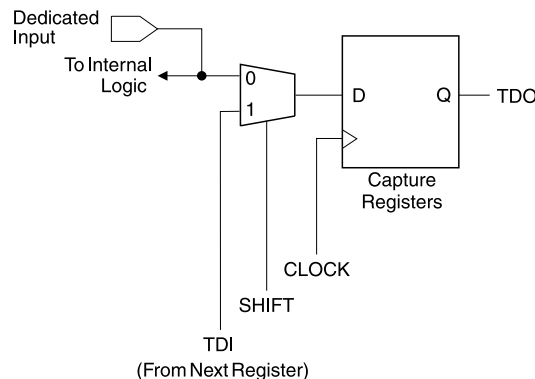 Dedicated
Input
To Internal
Logic
0
1
D
Q
TDO
Capture
Registers
CLOCK
SHIFT
TDI
(From Next Register)